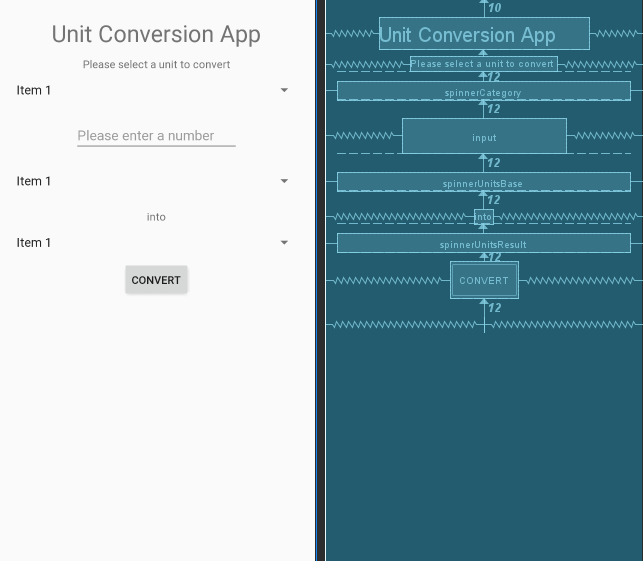 Unit Conversion App
Please select a unit to convert
Item 1
Please enter a number
Item 1
into
Item 1
CONVERT
10
Unit Conversion App
Please select a unit to convert
12
spinnerCategory
12
input
12
spinnerUnitsBase
12
into
spinnerUnitsResult
12
CONVERT
12